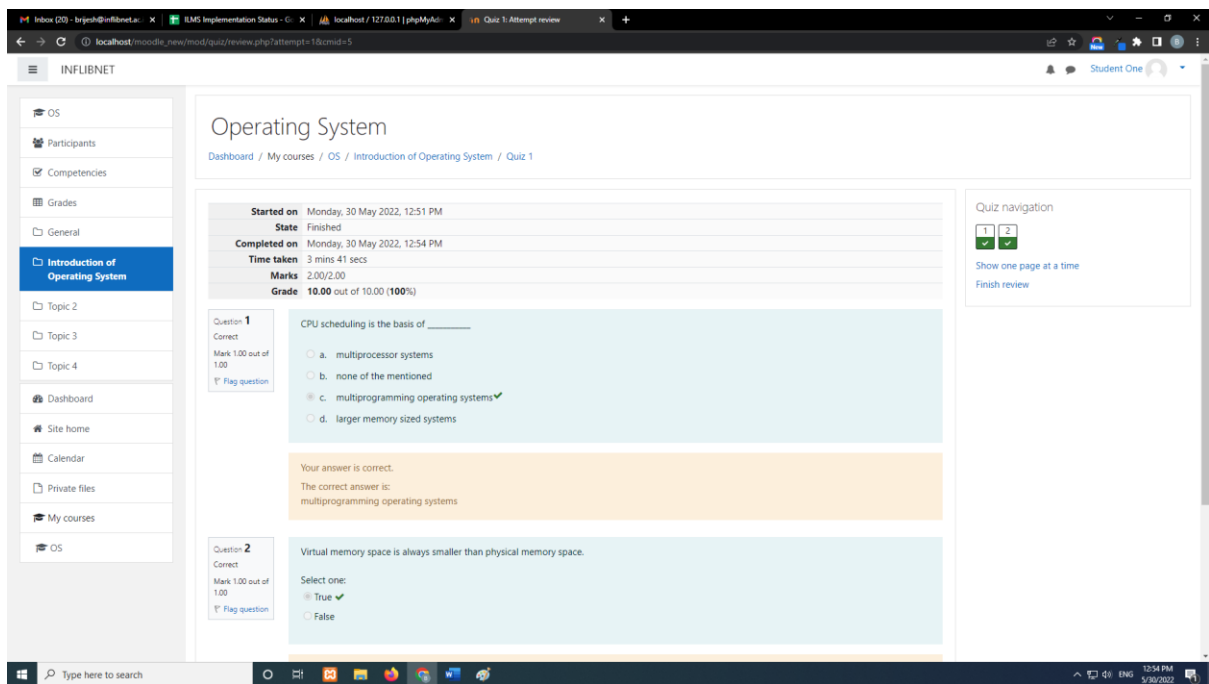 Inbox (20) - brijesh@inflibnet.ac.
ILMS Implementation Status - G
localhost / 127.0.0.1 | phpMyAd
Quiz 1: Attempt review
localhost/moodle_new/mod/quiz/review.php?attempt=1&cmid=5
New
INFLIBNET
Student One
OS
Participants
Competencies
Grades
General
Introduction of
Operating System
Topic 2
Topic 3
Topic 4
Dashboard
Site home
Calendar
Private files
My courses
OS
Operating System
Dashboard / My courses / OS / Introduction of Operating System / Quiz 1
Started on Monday, 30 May 2022, 12:51 PM
State Finished
Completed on Monday, 30 May 2022, 12:54 PM
Time taken 3 mins 41 secs
Marks 2.00/2.00
Grade 10.00 out of 10.00 (100%)
Question 1
Correct
Mark 1.00 out of
1.00
Flag question
CPU scheduling is the basis of _________
a. multiprocessor systems
b. none of the mentioned
c. multiprogramming operating systems
d. larger memory sized systems
Your answer is correct.
The correct answer is:
multiprogramming operating systems
Question 2
Correct
Mark 1.00 out of
1.00
Flag question
Virtual memory space is always smaller than physical memory space.
Select one:
True
False
Quiz navigation
1 2
Show one page at a time
Finish review
Type here to search
ENG
12:54 PM
5/30/2022